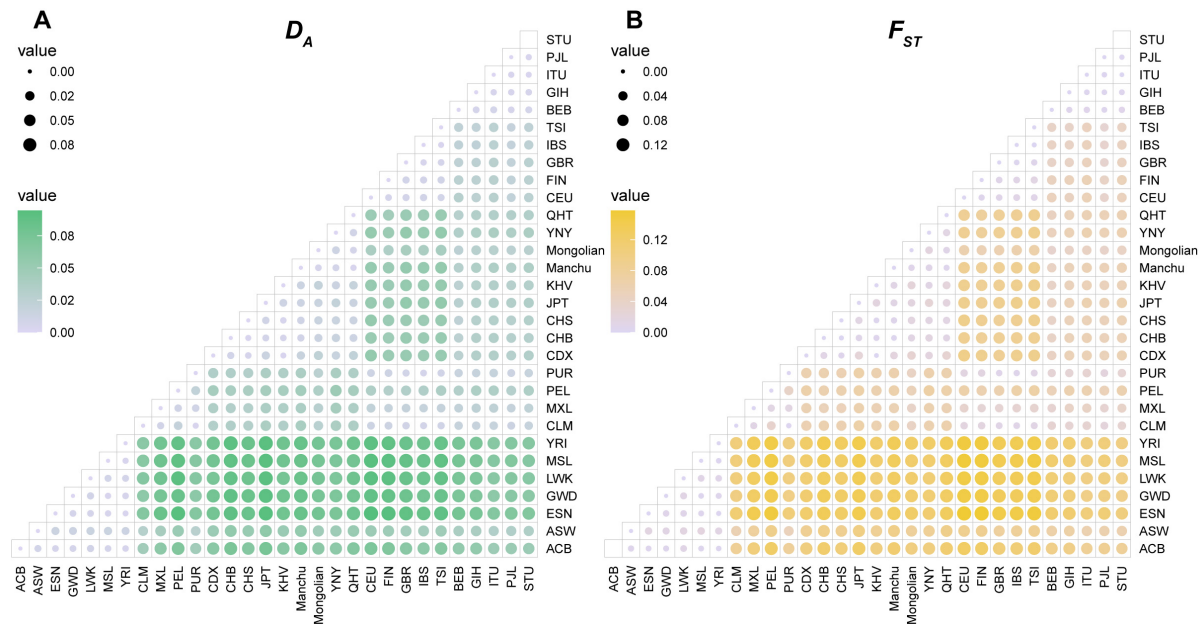 A
D_A
value
0.00
0.02
0.05
0.08
value
0.08
0.05
0.02
0.00
STU
PJL
ITU
GIH
BEB
TSI
IBS
GBR
FIN
CEU
QHT
YNY
Mongolian
Manchu
KHV
JPT
CHS
CHB
CDX
PUR
PEL
MXL
CLM
YRI
MSL
LWK
GWD
ESN
ASW
ACB
ACB
ASW
ESN
GWD
LWK
MSL
YRI
CLM
MXL
PEL
PUR
CDX
CHB
CHS
JPT
KHV
Manchu
Mongolian
YNY
QHT
CEU
FIN
GBR
IBS
TSI
BEB
GIH
ITU
PJL
STU
B
F_ST
value
0.00
0.04
0.08
0.12
value
0.12
0.08
0.04
0.00
STU
PJL
ITU
GIH
BEB
TSI
IBS
GBR
FIN
CEU
QHT
YNY
Mongolian
Manchu
KHV
JPT
CHS
CHB
CDX
PUR
PEL
MXL
CLM
YRI
MSL
LWK
GWD
ESN
ASW
ACB
ACB
ASW
ESN
GWD
LWK
MSL
YRI
CLM
MXL
PEL
PUR
CDX
CHB
CHS
JPT
KHV
Manchu
Mongolian
YNY
QHT
CEU
FIN
GBR
IBS
TSI
BEB
GIH
ITU
PJL
STU